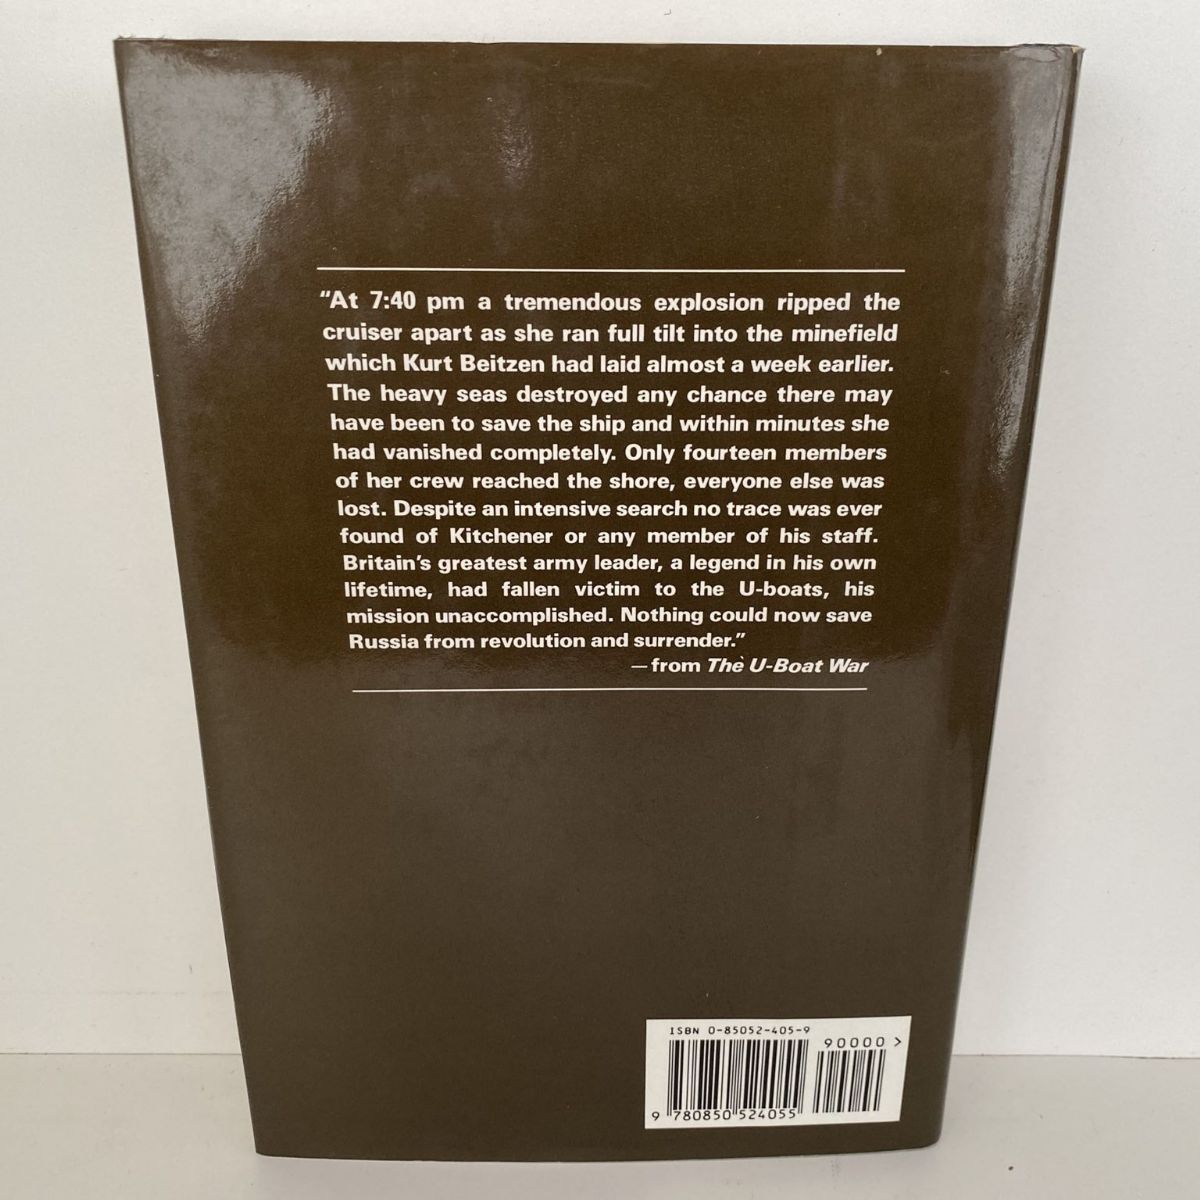 "At 7:40 pm a tremendous explosion ripped the
cruiser apart as she ran full tilt into the minefield
which Kurt Beitzen had laid almost a week earlier.
The heavy seas destroyed any chance there may
have been to save the ship and within minutes she
had vanished completely. Only fourteen members
of her crew reached the shore, everyone else was
lost. Despite an intensive search no trace was ever
found of Kitchener or any member of his staff.
Britain's greatest army leader, a legend in his own
lifetime, had fallen victim to the U-boats, his
mission unaccomplished. Nothing could now save
Russia from revolution and surrender."
—from The U-Boat War
ISBN 0-85052-405-9
90000 >
9 780850 524055